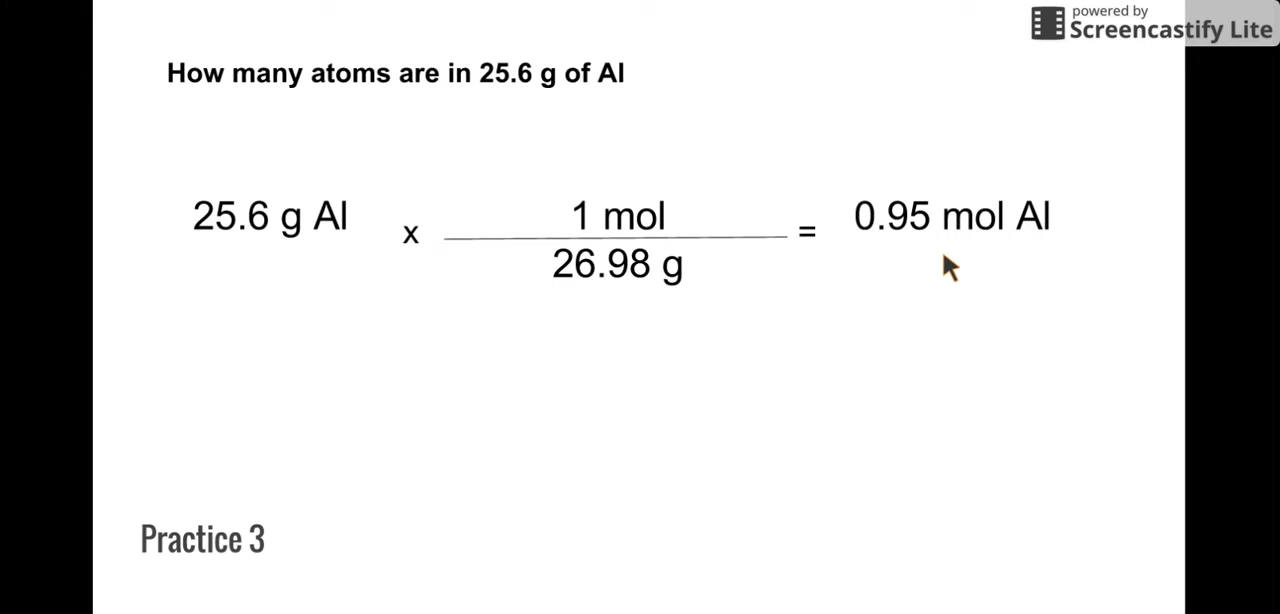 powered by
Screencastify Lite
How many atoms are in 25.6 g of Al
25.6 g Al x 1 mol = 0.95 mol Al
26.98 g
Practice 3